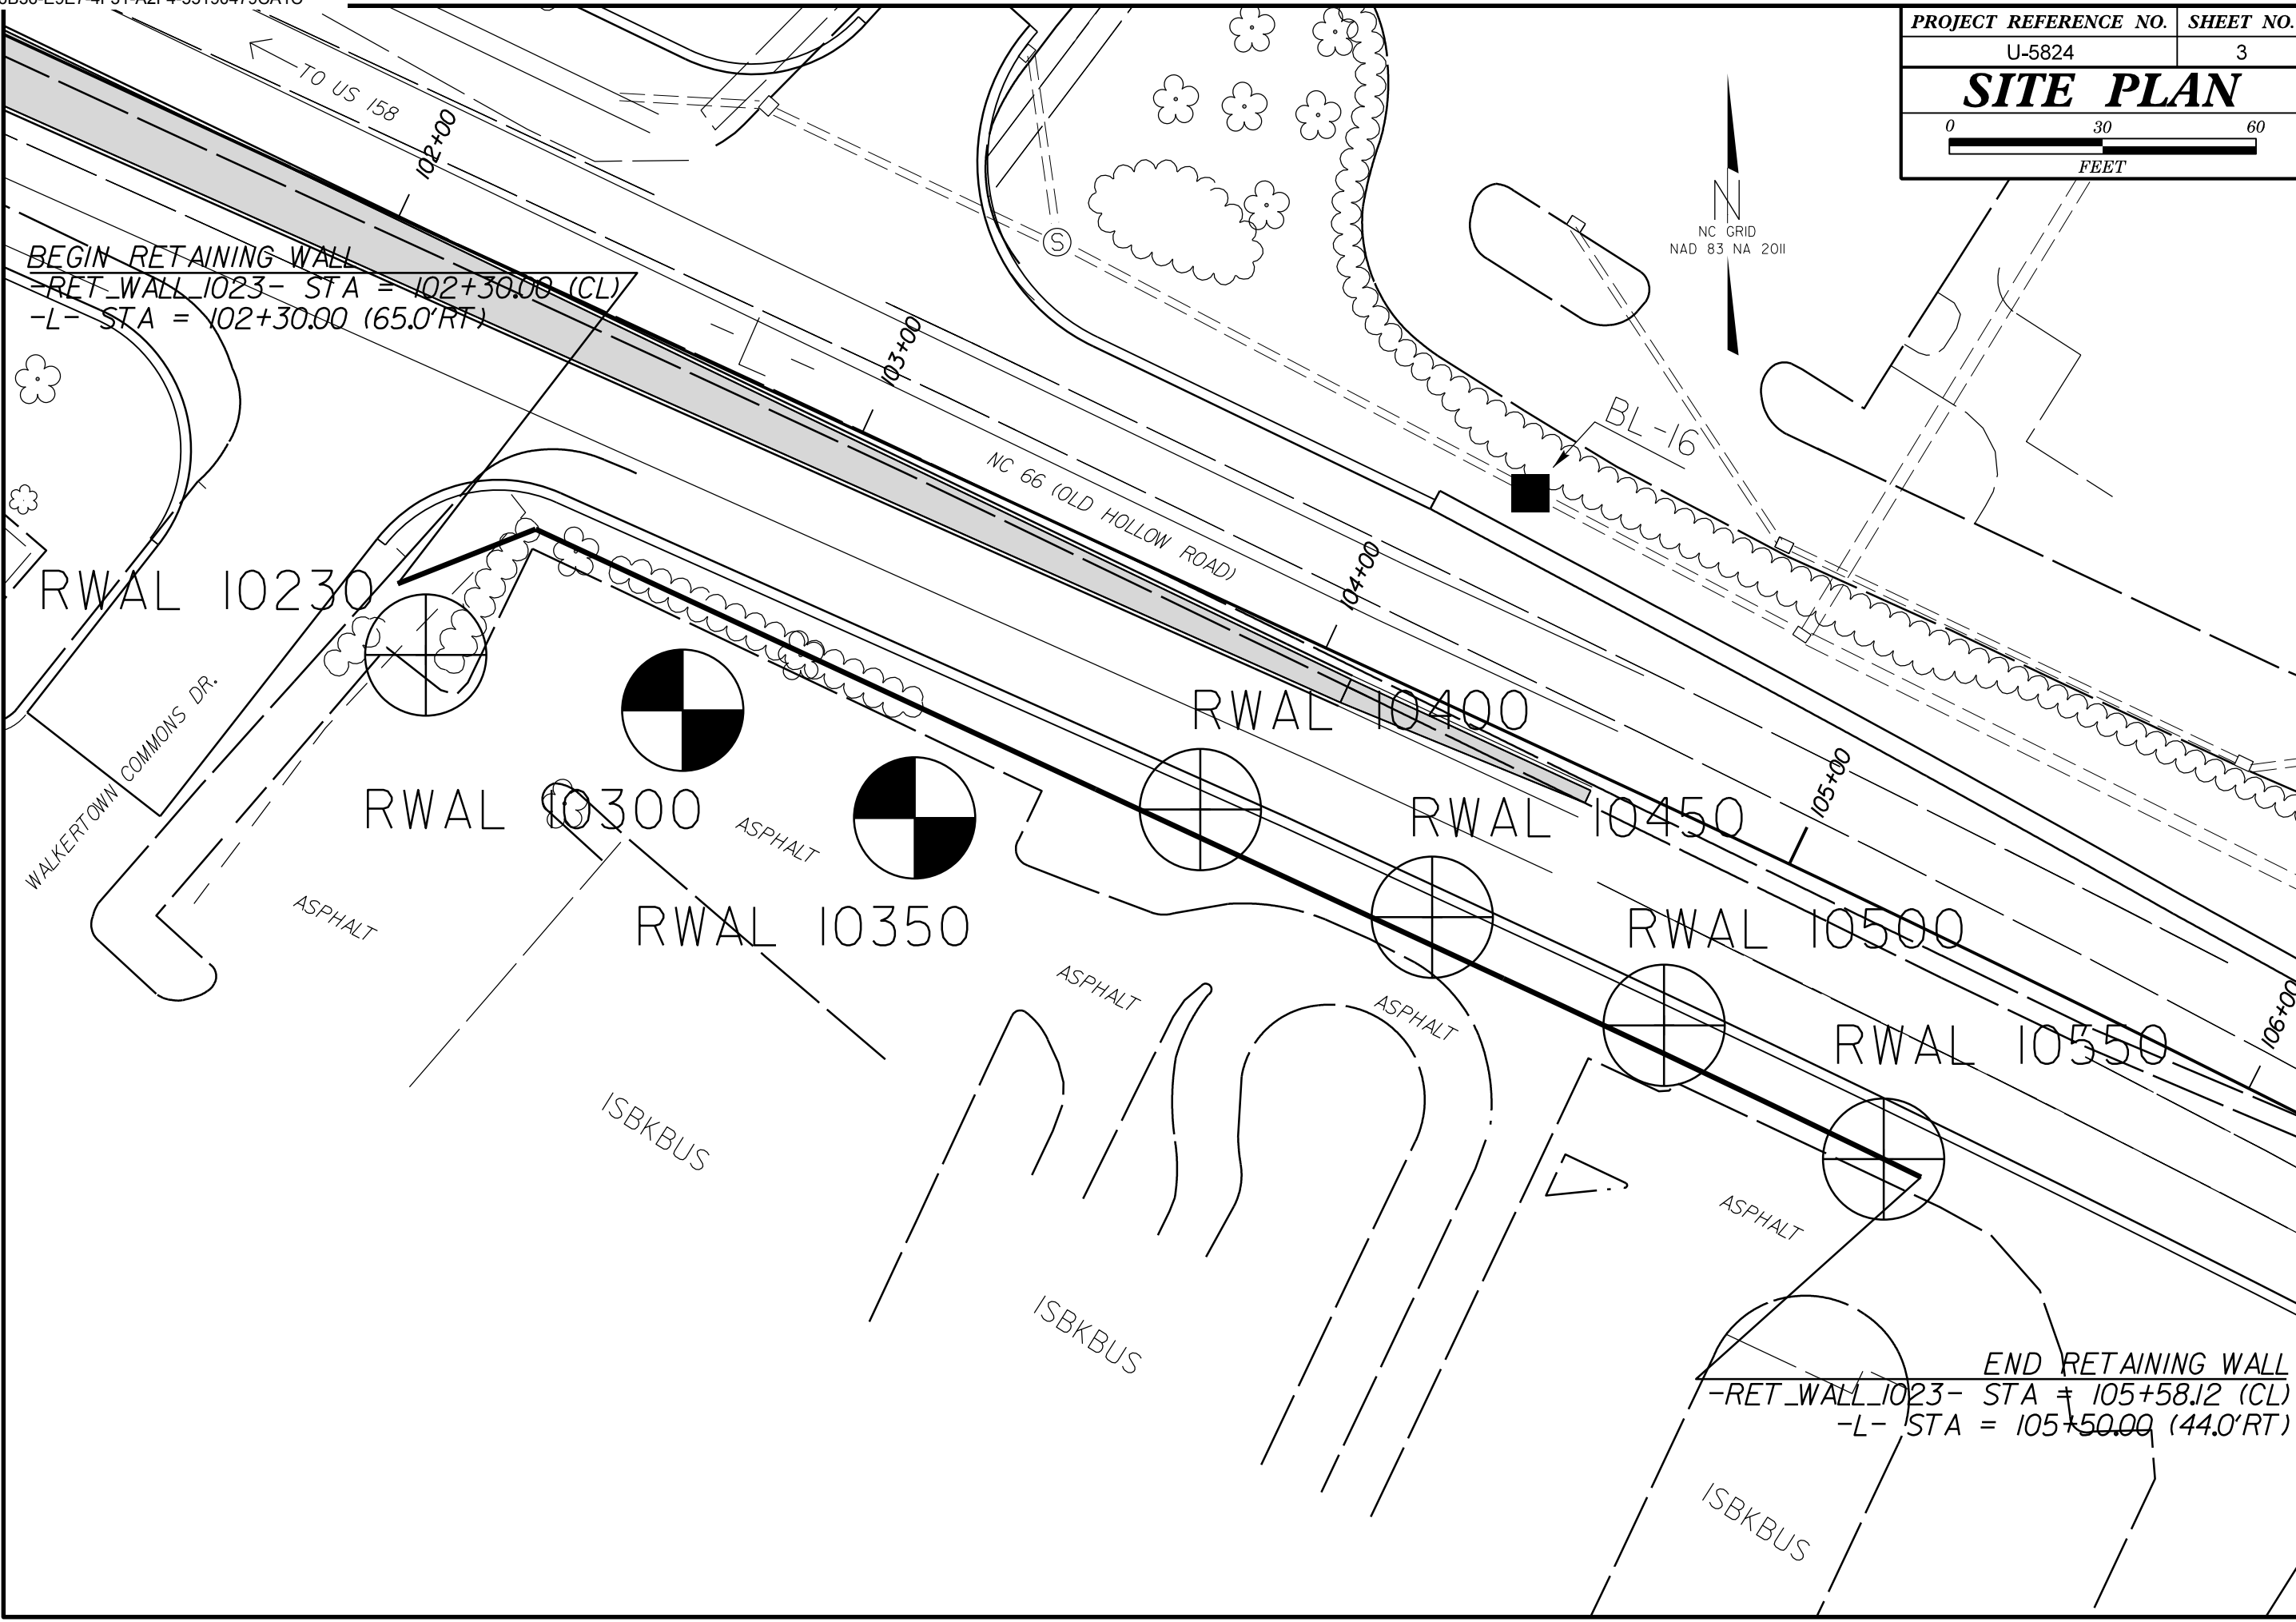 PROJECT REFERENCE NO.
SHEET NO.
U-5824
3
SITE PLAN
0 30 60
FEET
TO US 158
102+00
N
NC GRID
NAD 83 NA 2011
S
BEGIN RETAINING WALL
-RET_WALL_1023- STA = 102+30.00 (CL)
-L- STA = 102+30.00 (65.0'RT)
103+00
BL-16
NC 66 (OLD HOLLOW ROAD)
104+00
RWAL 10230
RWAL 10400
WALKERTOWN COMMONS DR.
105+00
RWAL 10300
RWAL 10450
ASPHALT
RWAL 10350
RWAL 10500
ASPHALT
ASPHALT
ASPHALT
106+00
RWAL 10550
ISBKBUS
ASPHALT
ISBKBUS
END RETAINING WALL
-RET_WALL_1023- STA = 105+58.12 (CL)
-L- STA = 105+50.00 (44.0'RT)
ISBKBUS